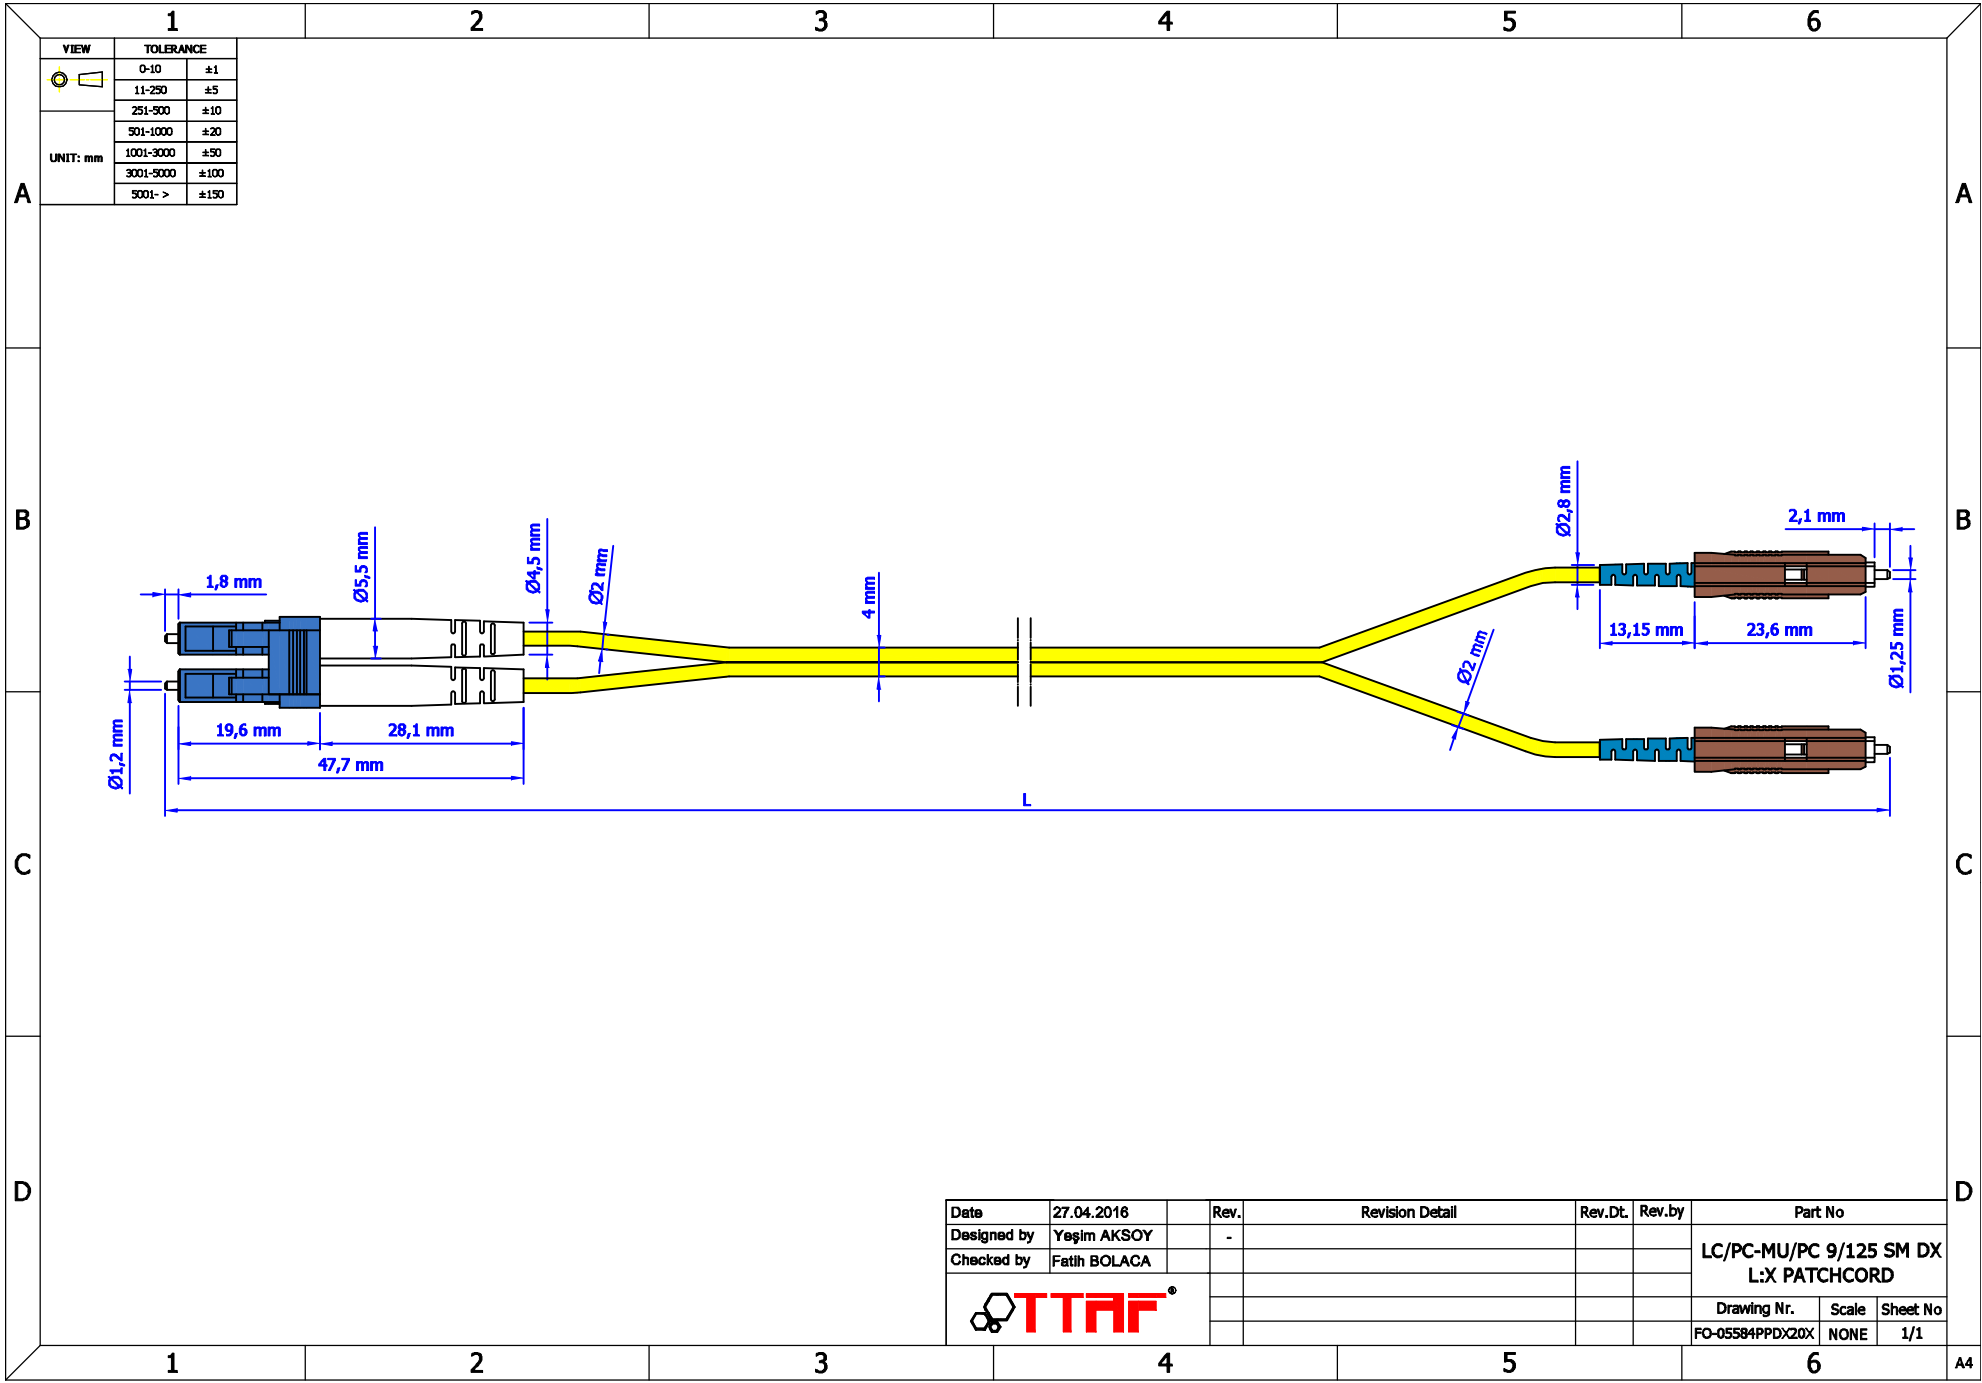 1 2 3 4 5 6
VIEW TOLERANCE
0-10 ±1
11-250 ±5
251-500 ±10
501-1000 ±20
UNIT: mm
1001-3000 ±50
3001-5000 ±100
5001- > ±150
A A
B B
1,8 mm
Ø5,5 mm
Ø4,5 mm
Ø2 mm
4 mm
Ø2,8 mm
2,1 mm
13,15 mm
23,6 mm
Ø1,25 mm
Ø2 mm
Ø1,2 mm
19,6 mm
28,1 mm
47,7 mm
L
C C
D D
Date 27.04.2016 Rev. Revision Detail Rev.Dt. Rev.by Part No
Designed by Yeşim AKSOY -
Checked by Fatih BOLACA
LC/PC-MU/PC 9/125 SM DX
L:X PATCHCORD
TTAF®
Drawing Nr. Scale Sheet No
FO-05584PPDX20X NONE 1/1
1 2 3 4 5 6 A4